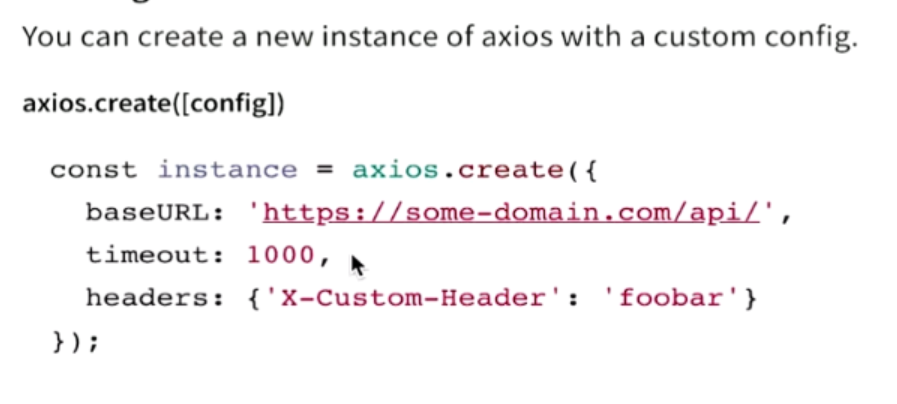 You can create a new instance of axios with a custom config.
axios.create([config])
const instance = axios.create({
  baseURL: 'https://some-domain.com/api/',
  timeout: 1000,
  headers: {'X-Custom-Header': 'foobar'}
});